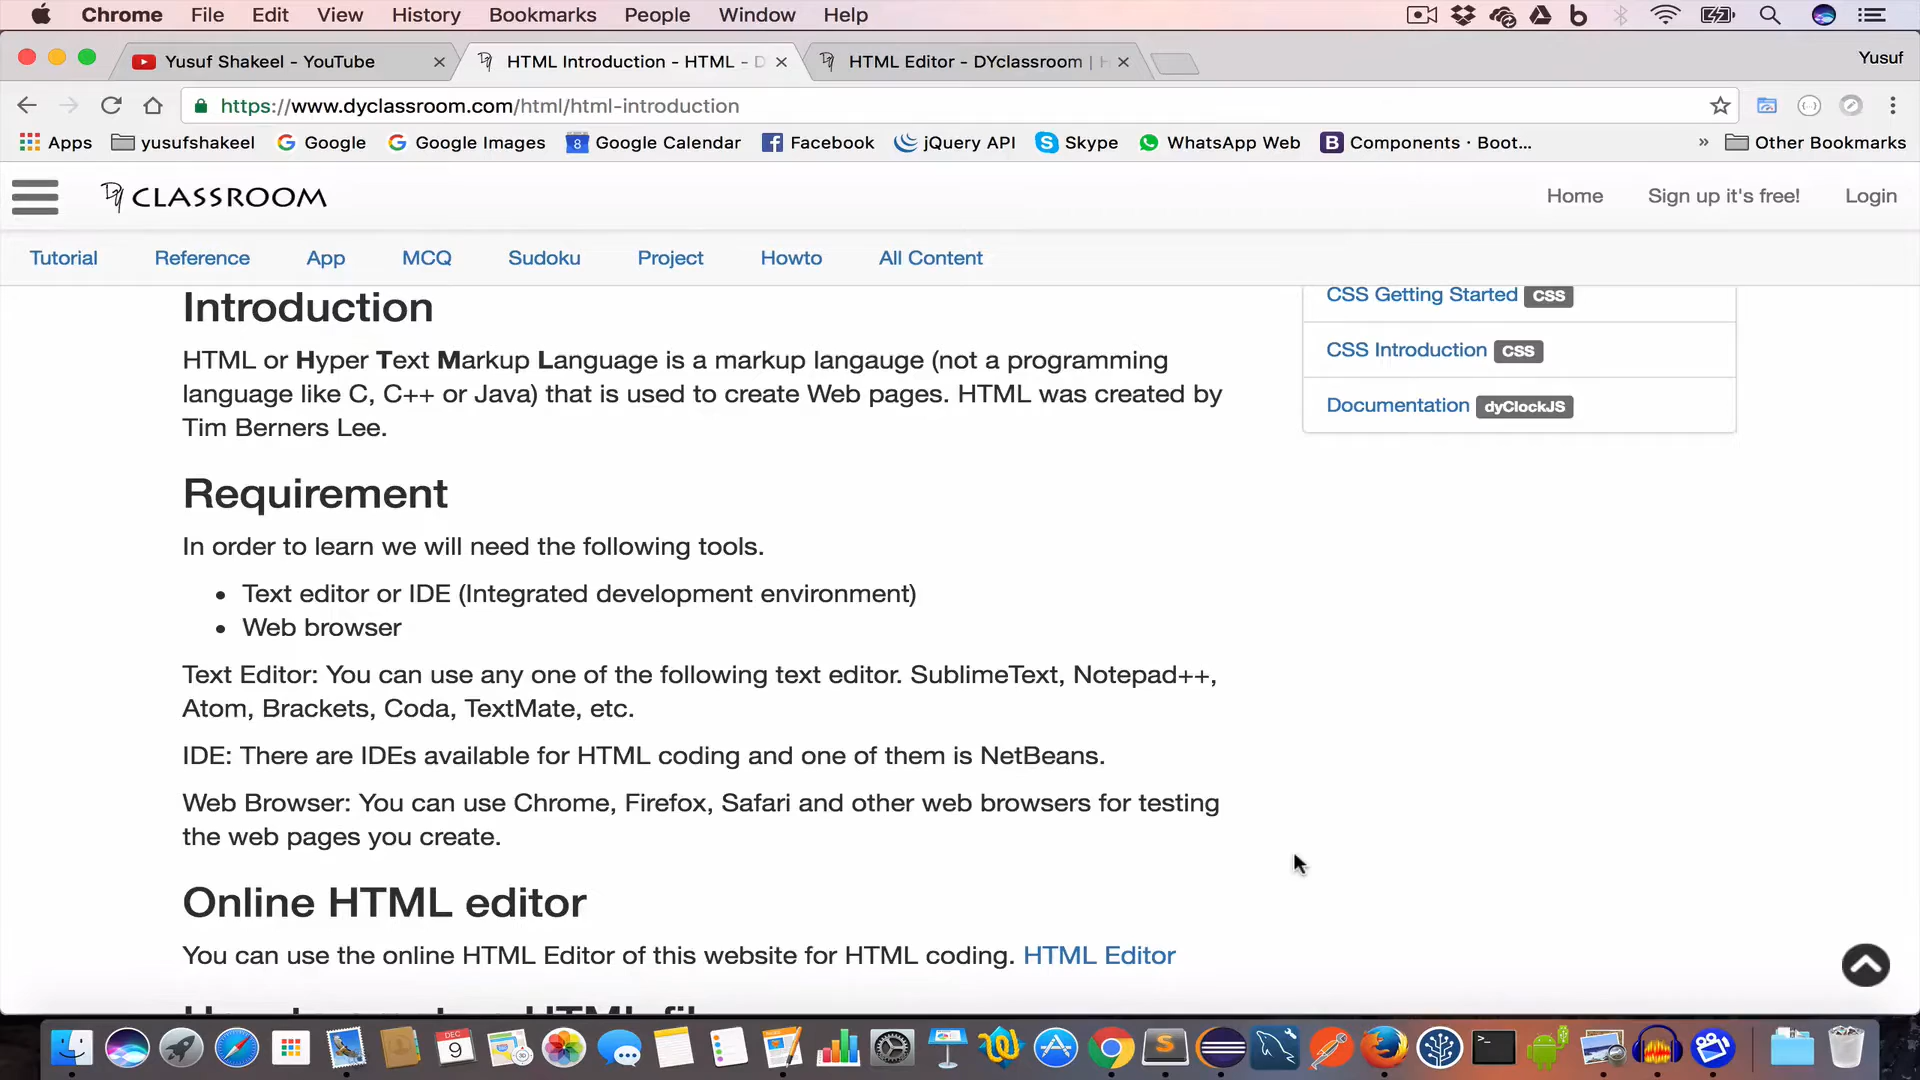 Chrome File Edit View History Bookmarks People Window Help
Yusuf Shakeel - YouTube
HTML Introduction - HTML - D
HTML Editor - DYclassroom | H
Yusuf
https://www.dyclassroom.com/html/html-introduction
Apps yusufshakeel Google Google Images 8 Google Calendar Facebook jQuery API Skype WhatsApp Web B Components · Boot... » Other Bookmarks
CLASSROOM
Home Sign up it's free! Login
Tutorial Reference App MCQ Sudoku Project Howto All Content
Introduction
HTML or Hyper Text Markup Language is a markup langauge (not a programming
language like C, C++ or Java) that is used to create Web pages. HTML was created by
Tim Berners Lee.
Requirement
In order to learn we will need the following tools.
• Text editor or IDE (Integrated development environment)
• Web browser
Text Editor: You can use any one of the following text editor. SublimeText, Notepad++,
Atom, Brackets, Coda, TextMate, etc.
IDE: There are IDEs available for HTML coding and one of them is NetBeans.
Web Browser: You can use Chrome, Firefox, Safari and other web browsers for testing
the web pages you create.
Online HTML editor
You can use the online HTML Editor of this website for HTML coding. HTML Editor
CSS Getting Started CSS
CSS Introduction CSS
Documentation dyClockJS
DEC
9